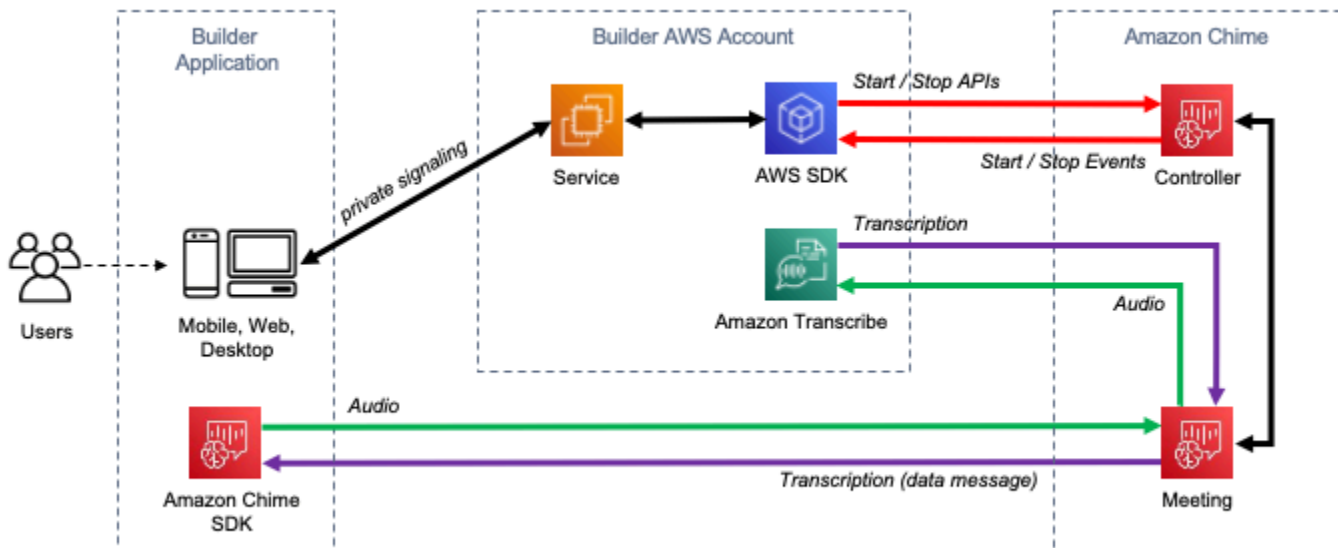 Builder
Application
Builder AWS Account
Amazon Chime
Start / Stop APIs
private signaling
Service
AWS SDK
Start / Stop Events
Controller
Transcription
Users
Mobile, Web,
Desktop
Amazon Transcribe
Audio
Audio
Amazon Chime
SDK
Transcription (data message)
Meeting